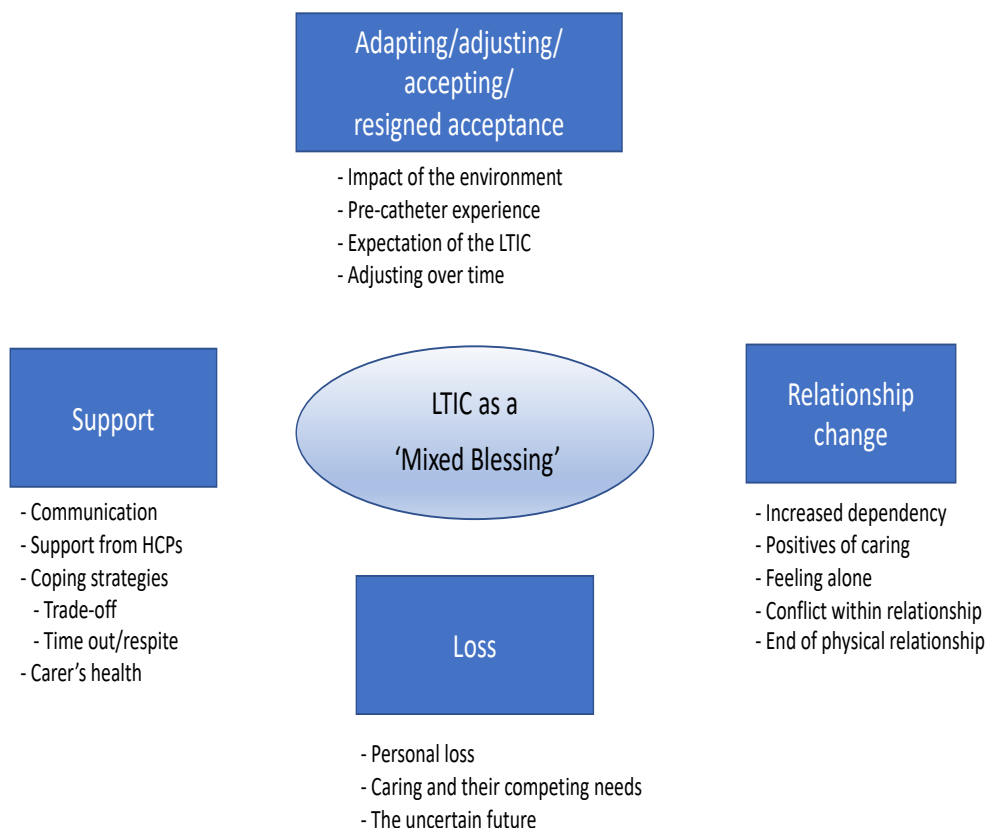 Adapting/adjusting/
accepting/
resigned acceptance
- Impact of the environment
- Pre-catheter experience
- Expectation of the LTIC
- Adjusting over time
Support
- Communication
- Support from HCPs
- Coping strategies
- Trade-off
- Time out/respite
- Carer’s health
LTIC as a
‘Mixed Blessing’
Relationship
change
- Increased dependency
- Positives of caring
- Feeling alone
- Conflict within relationship
- End of physical relationship
Loss
- Personal loss
- Caring and their competing needs
- The uncertain future